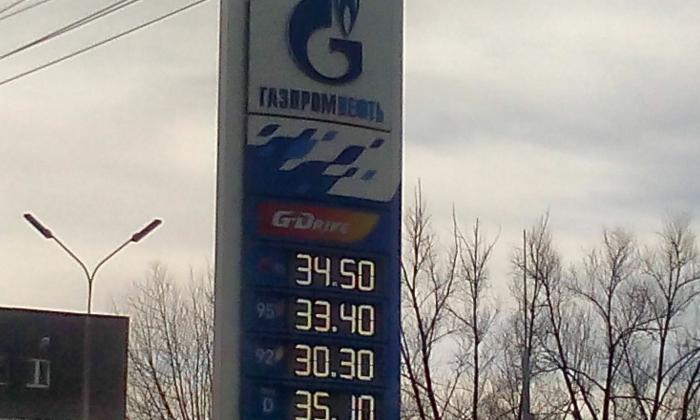 ГАЗПРОМНЕФТЬ
G-DRIVE
34.50
95 33.40
92 30.30
D 35.10